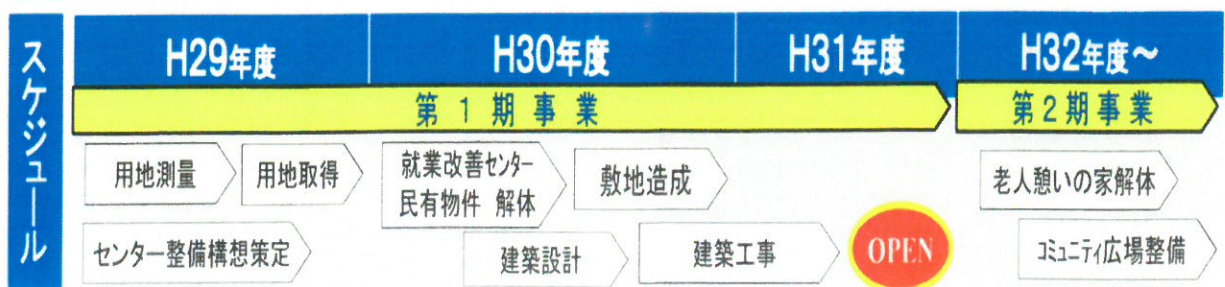 スケジュール
H29年度
H30年度
H31年度
H32年度～
第1期事業
第2期事業
用地測量
用地取得
就業改善センター
民有物件 解体
敷地造成
老人憩いの家解体
センター整備構想策定
建築設計
建築工事
OPEN
コミュニティ広場整備